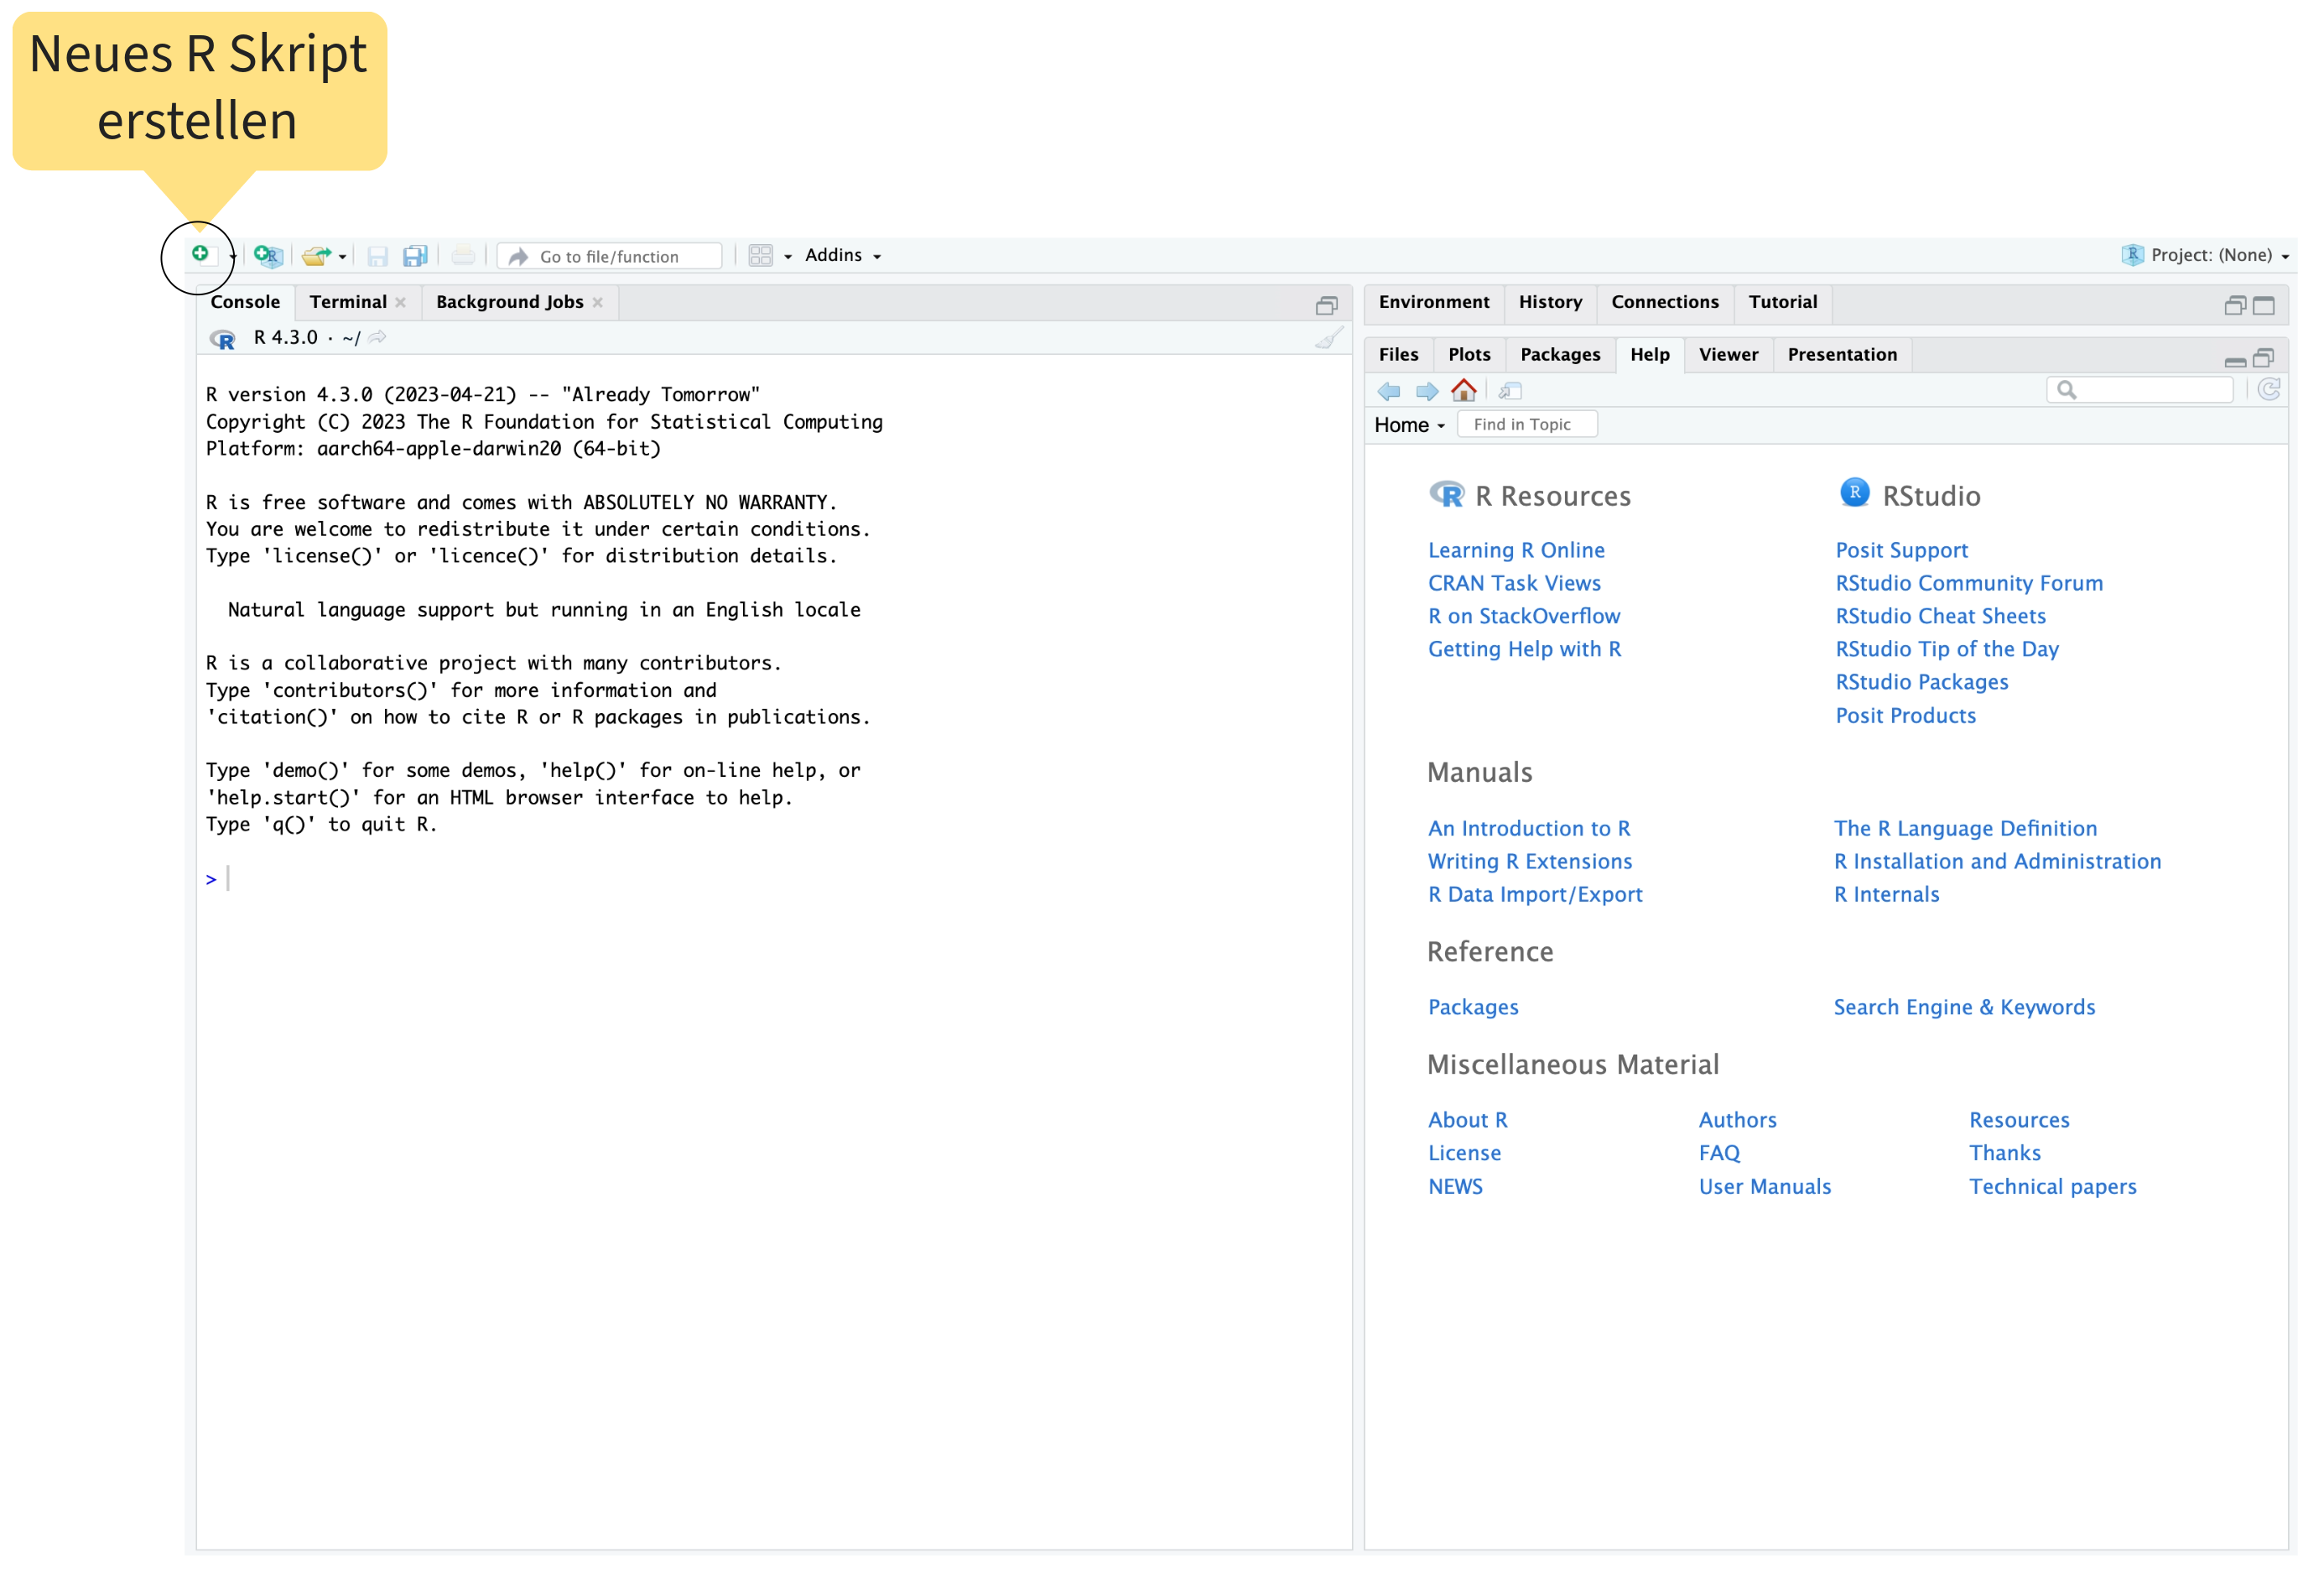 Neues R Skript
erstellen
Go to file/function
Addins
Project: (None)
Console
Terminal
Background Jobs
R 4.3.0 · ~/
R version 4.3.0 (2023-04-21) -- "Already Tomorrow"
Copyright (C) 2023 The R Foundation for Statistical Computing
Platform: aarch64-apple-darwin20 (64-bit)
R is free software and comes with ABSOLUTELY NO WARRANTY.
You are welcome to redistribute it under certain conditions.
Type 'license()' or 'licence()' for distribution details.
Natural language support but running in an English locale
R is a collaborative project with many contributors.
Type 'contributors()' for more information and
'citation()' on how to cite R or R packages in publications.
Type 'demo()' for some demos, 'help()' for on-line help, or
'help.start()' for an HTML browser interface to help.
Type 'q()' to quit R.
>
Environment
History
Connections
Tutorial
Files
Plots
Packages
Help
Viewer
Presentation
Home
Find in Topic
R Resources
Learning R Online
CRAN Task Views
R on StackOverflow
Getting Help with R
RStudio
Posit Support
RStudio Community Forum
RStudio Cheat Sheets
RStudio Tip of the Day
RStudio Packages
Posit Products
Manuals
An Introduction to R
Writing R Extensions
R Data Import/Export
The R Language Definition
R Installation and Administration
R Internals
Reference
Packages
Search Engine & Keywords
Miscellaneous Material
About R
License
NEWS
Authors
FAQ
User Manuals
Resources
Thanks
Technical papers